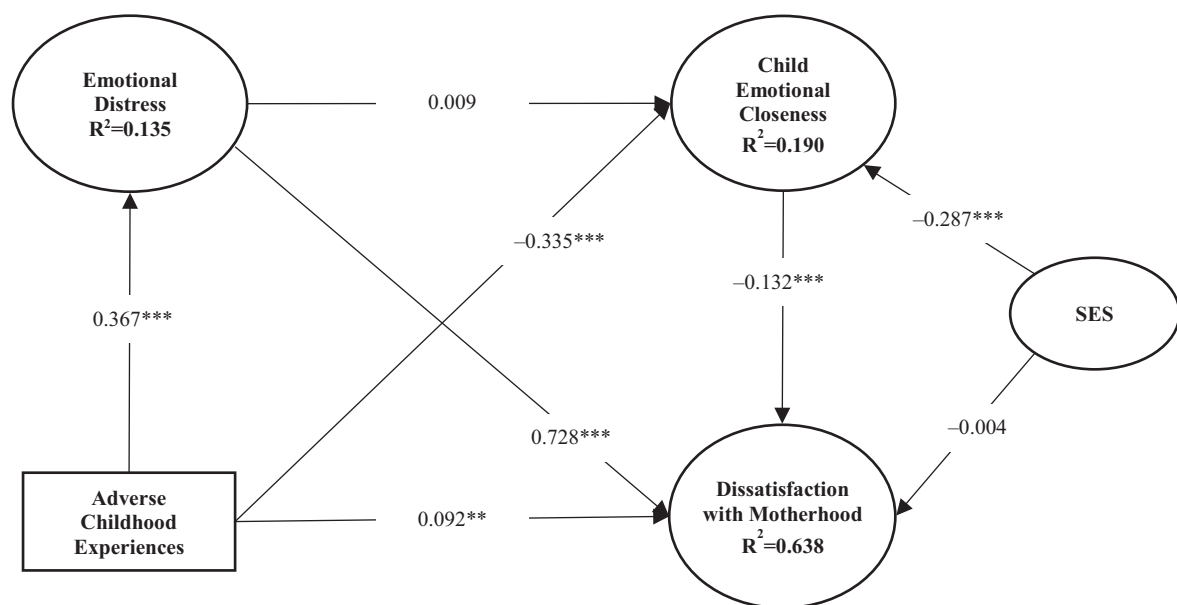 Emotional
Distress
R²=0.135
0.009
Child
Emotional
Closeness
R²=0.190
–0.287***
–0.335***
–0.132***
0.367***
SES
0.728***
–0.004
Adverse
Childhood
Experiences
0.092**
Dissatisfaction
with Motherhood
R²=0.638